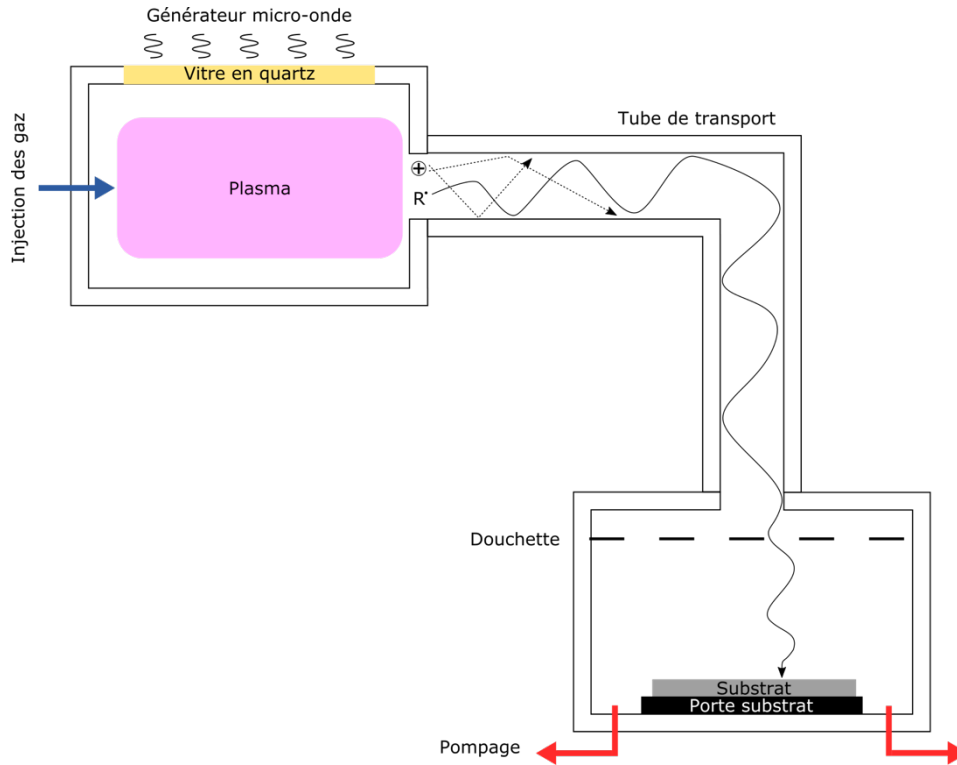 Générateur micro-onde
Vitre en quartz
Injection des gaz
Plasma
Tube de transport
+
R•
Douchette
Substrat
Porte substrat
Pompage